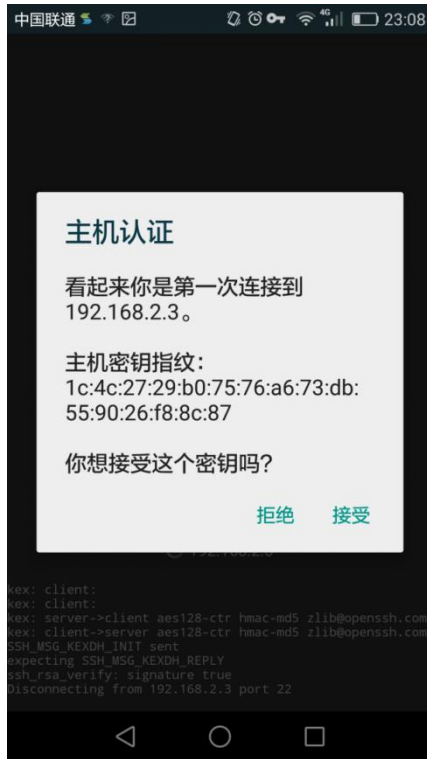 中国联通 4G 23:08
主机认证
看起来你是第一次连接到
192.168.2.3。
主机密钥指纹：
1c:4c:27:29:b0:75:76:a6:73:db:
55:90:26:f8:8c:87
你想接受这个密钥吗？
拒绝 接受
kex: client:
kex: client:
kex: server->client aes128-ctr hmac-md5 zlib@openssh.com
kex: client->server aes128-ctr hmac-md5 zlib@openssh.com
SSH_MSG_KEXDH_INIT sent
expecting SSH_MSG_KEXDH_REPLY
ssh_rsa_verify: signature true
Disconnecting from 192.168.2.3 port 22